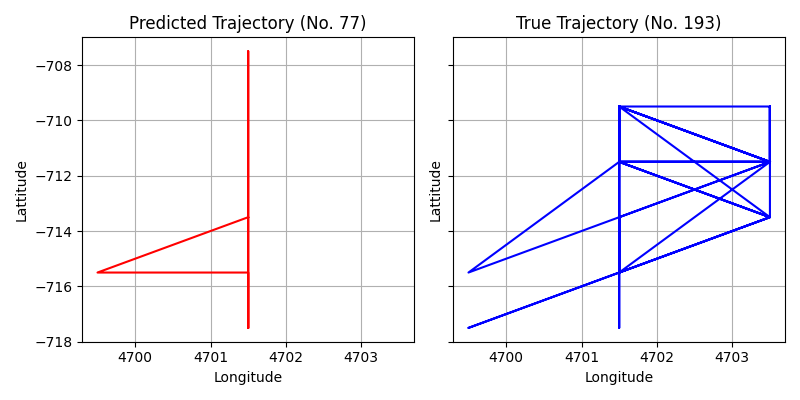 Predicted Trajectory (No. 77)
True Trajectory (No. 193)
−708
−710
−712
−714
−716
−718
Lattitude
Lattitude
4700 4701 4702 4703
4700 4701 4702 4703
Longitude
Longitude